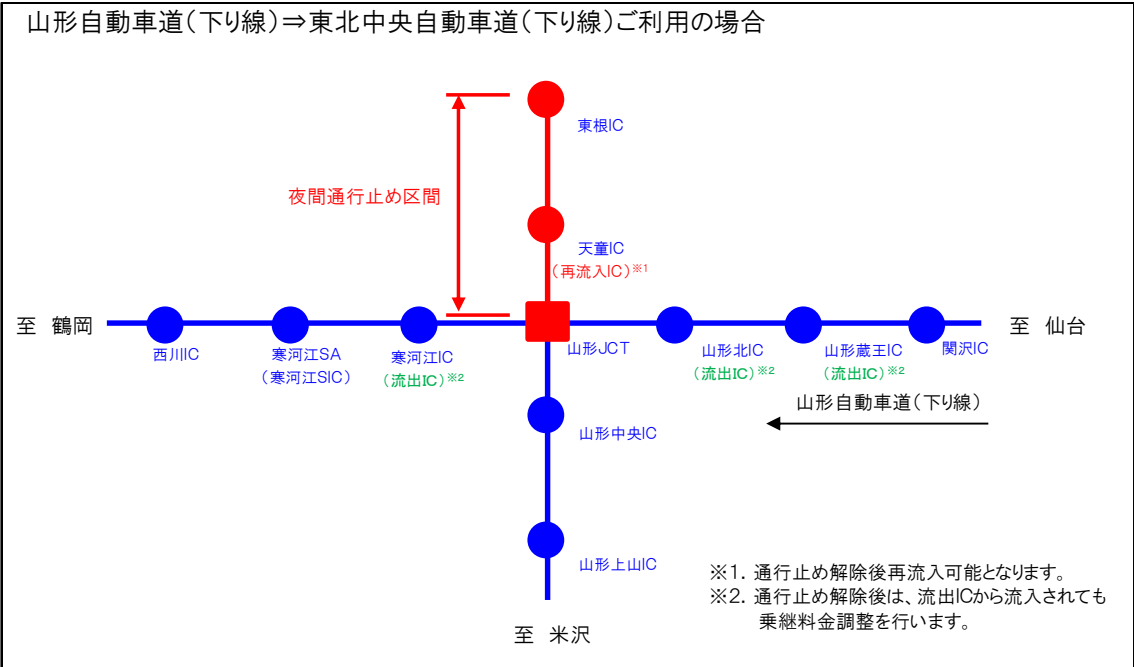 山形自動車道(下り線)⇒東北中央自動車道(下り線)ご利用の場合
東根IC
夜間通行止め区間
天童IC
(再流入IC)※1
至 鶴岡
至 仙台
西川IC
寒河江SA
(寒河江SIC)
寒河江IC
(流出IC)※2
山形JCT
山形北IC
(流出IC)※2
山形蔵王IC
(流出IC)※2
関沢IC
山形自動車道(下り線)
山形中央IC
山形上山IC
※1. 通行止め解除後再流入可能となります。
※2. 通行止め解除後は、流出ICから流入されても
乗継料金調整を行います。
至 米沢